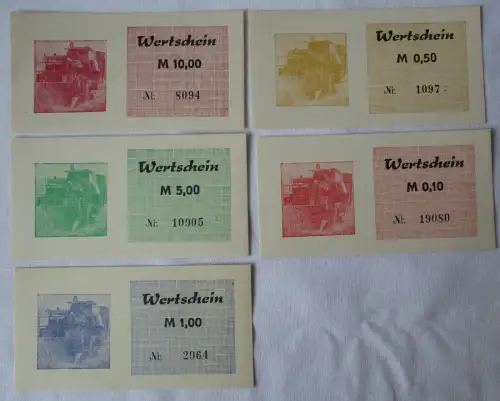 Wertschein
M 10,00
№ 8094
Wertschein
M 0,50
№ 1097
Wertschein
M 5,00
№ 10905
Wertschein
M 0,10
№ 19080
Wertschein
M 1,00
№ 2964